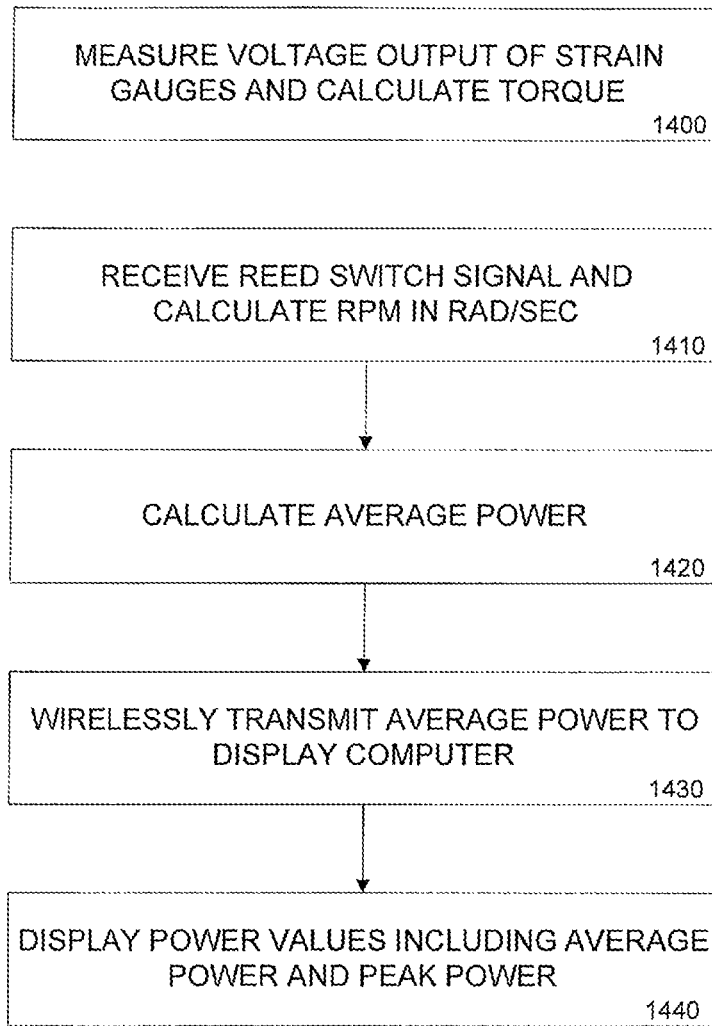 MEASURE VOLTAGE OUTPUT OF STRAIN
GAUGES AND CALCULATE TORQUE
1400
RECEIVE REED SWITCH SIGNAL AND
CALCULATE RPM IN RAD/SEC
1410
CALCULATE AVERAGE POWER
1420
WIRELESSLY TRANSMIT AVERAGE POWER TO
DISPLAY COMPUTER
1430
DISPLAY POWER VALUES INCLUDING AVERAGE
POWER AND PEAK POWER
1440